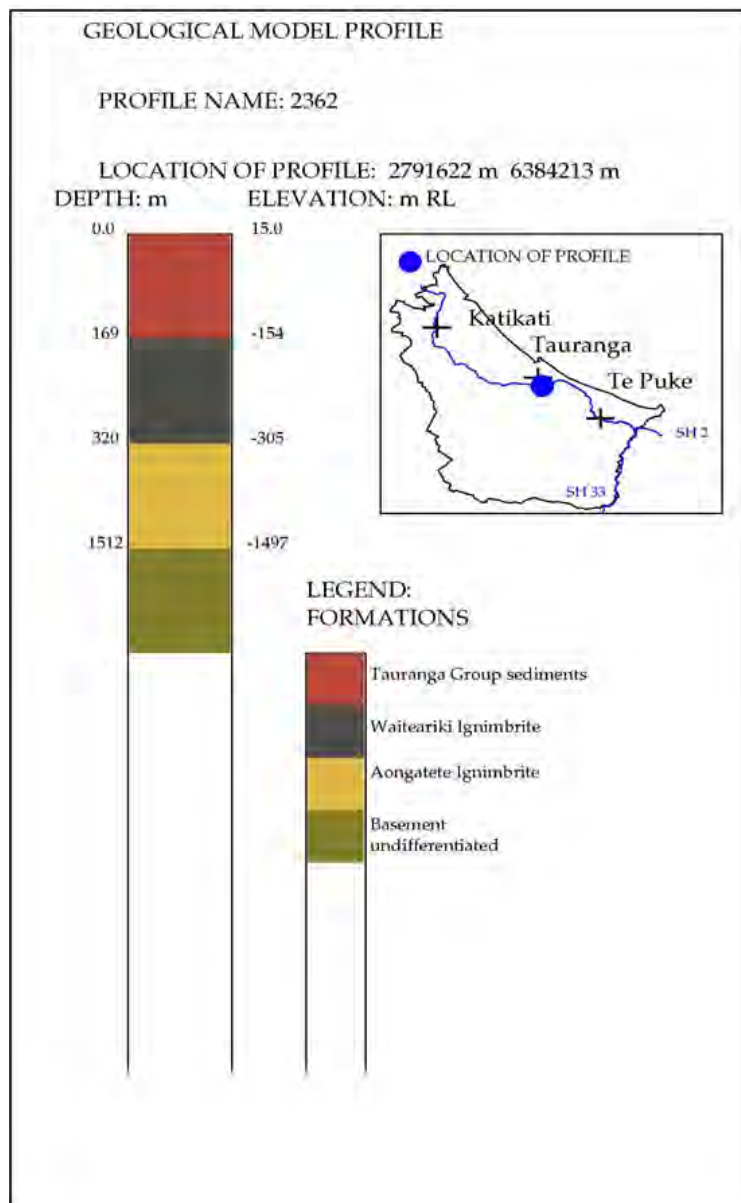 GEOLOGICAL MODEL PROFILE
PROFILE NAME: 2362
LOCATION OF PROFILE: 2791622 m 6384213 m
DEPTH: m ELEVATION: m RL
0.0 15.0
169 -154
320 -305
1512 -1497
LOCATION OF PROFILE
Katikati
Tauranga
Te Puke
SH 2
SH 33
LEGEND:
FORMATIONS
Tauranga Group sediments
Waiteariki Ignimbrite
Aongatete Ignimbrite
Basement
undifferentiated